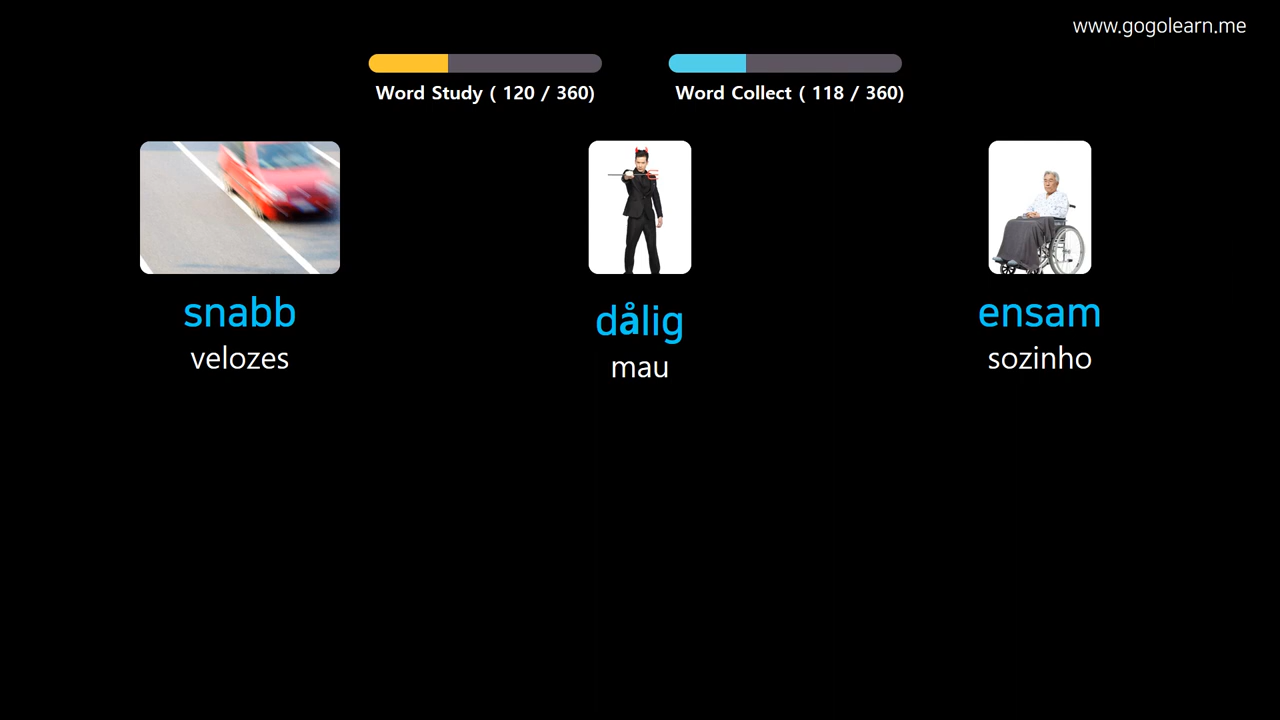 www.gogolearn.me
Word Study ( 120 / 360)
Word Collect ( 118 / 360)
snabb
velozes
dålig
mau
ensam
sozinho